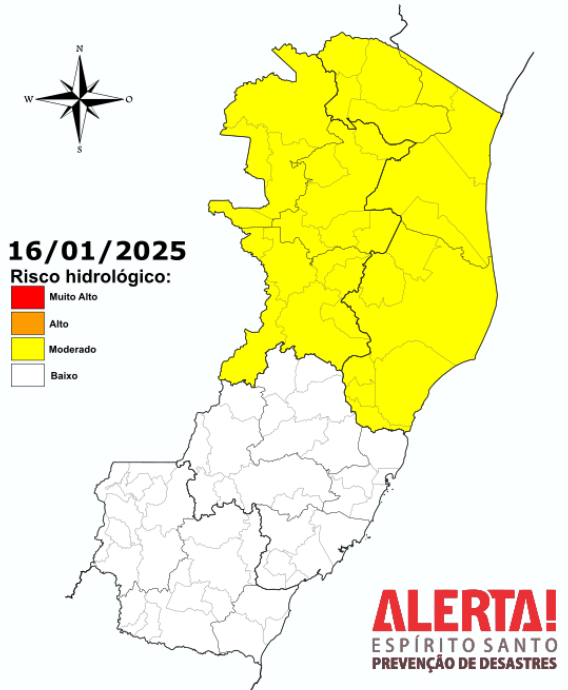 N
W
O
S
16/01/2025
Risco hidrológico:
Muito Alto
Alto
Moderado
Baixo
ALERTA!
ESPÍRITO SANTO
PREVENÇÃO DE DESASTRES